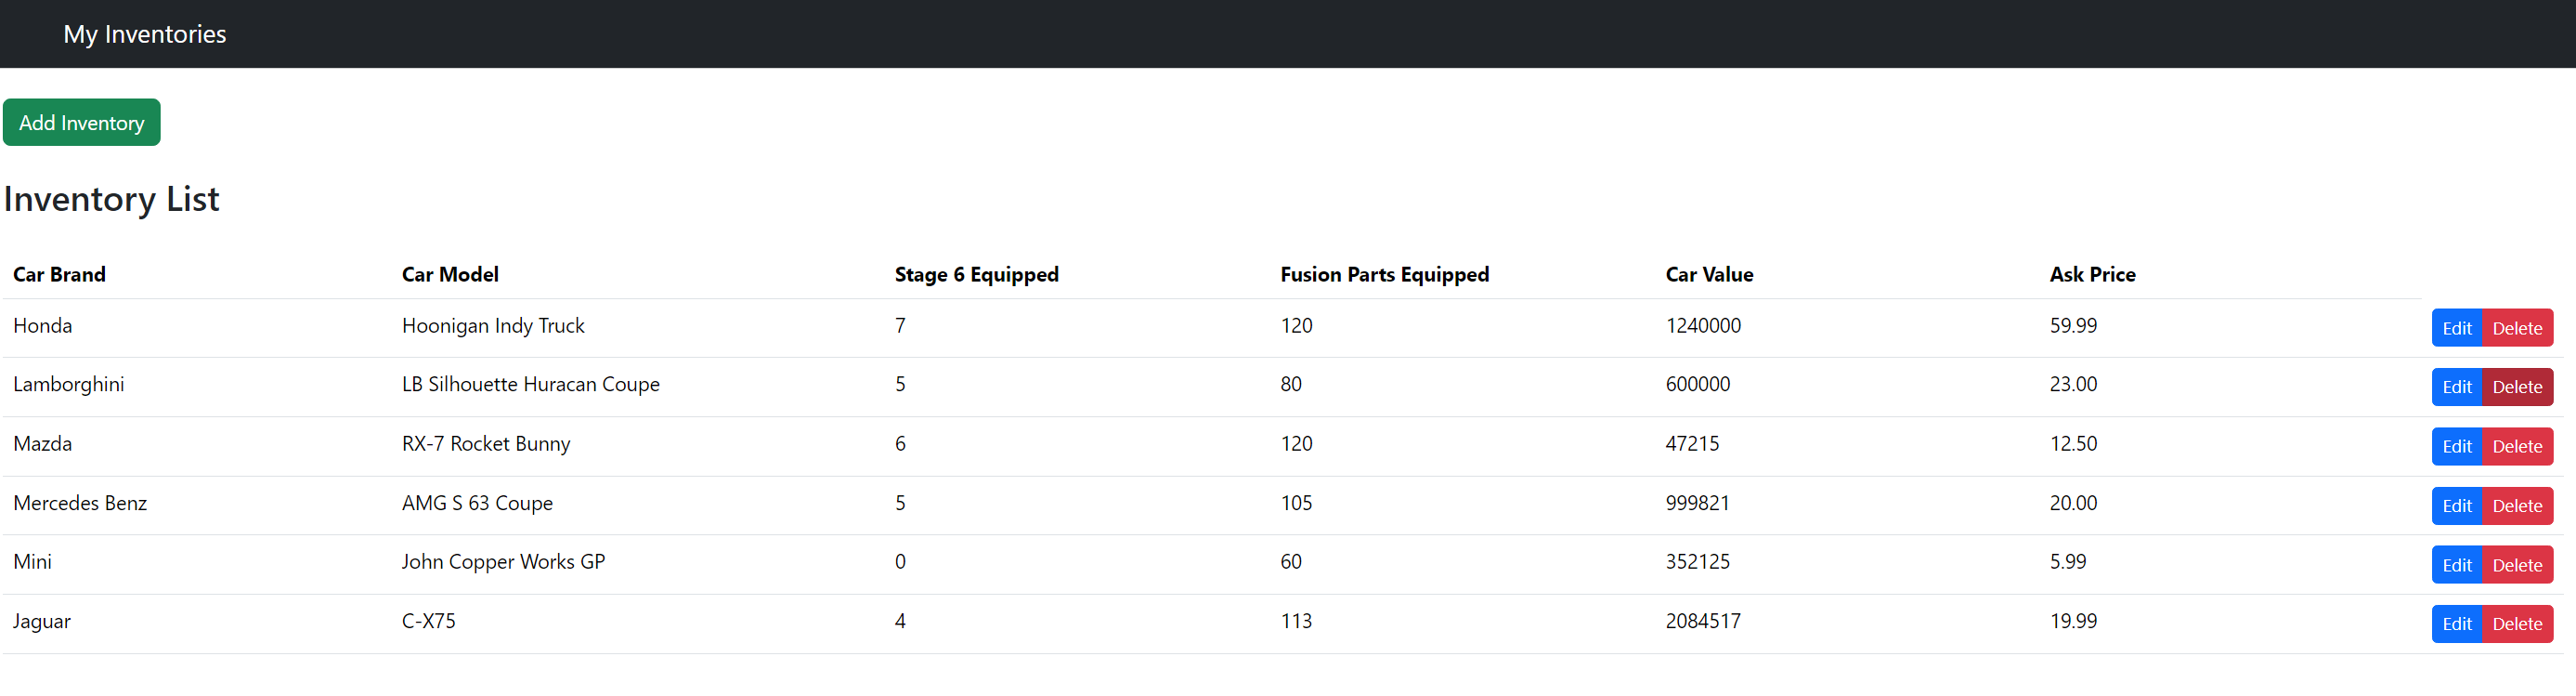 My Inventories
Add Inventory
Inventory List
Car Brand Car Model Stage 6 Equipped Fusion Parts Equipped Car Value Ask Price
Honda Hoonigan Indy Truck 7 120 1240000 59.99 Edit Delete
Lamborghini LB Silhouette Huracan Coupe 5 80 600000 23.00 Edit Delete
Mazda RX-7 Rocket Bunny 6 120 47215 12.50 Edit Delete
Mercedes Benz AMG S 63 Coupe 5 105 999821 20.00 Edit Delete
Mini John Copper Works GP 0 60 352125 5.99 Edit Delete
Jaguar C-X75 4 113 2084517 19.99 Edit Delete